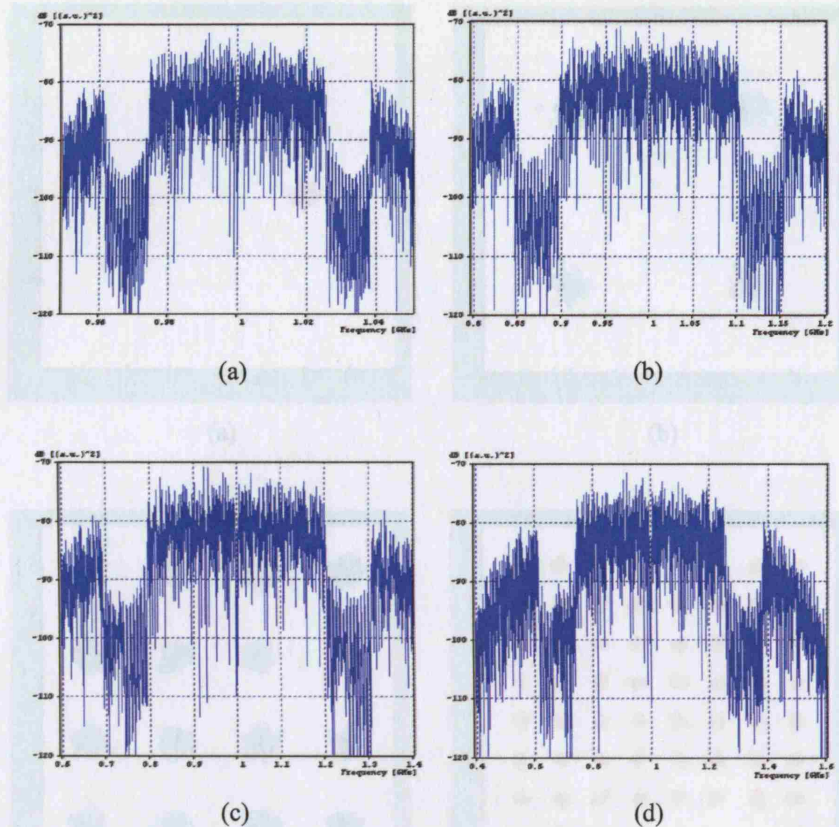 dB [(a.u.)^2]
-70
-80
-90
-100
-110
-120
0.96 0.98 1 1.02 1.04
Frequency [GHz]
(a)
dB [(a.u.)^2]
-70
-80
-90
-100
-110
-120
0.8 0.85 0.9 0.95 1 1.05 1.1 1.15 1.2
Frequency [GHz]
(b)
(a) (b)
dB [(a.u.)^2]
-70
-80
-90
-100
-110
-120
0.6 0.7 0.8 0.9 1 1.1 1.2 1.3 1.4
Frequency [GHz]
(c)
dB [(a.u.)^2]
-70
-80
-90
-100
-110
-120
0.4 0.6 0.8 1 1.2 1.4 1.6
Frequency [GHz]
(d)